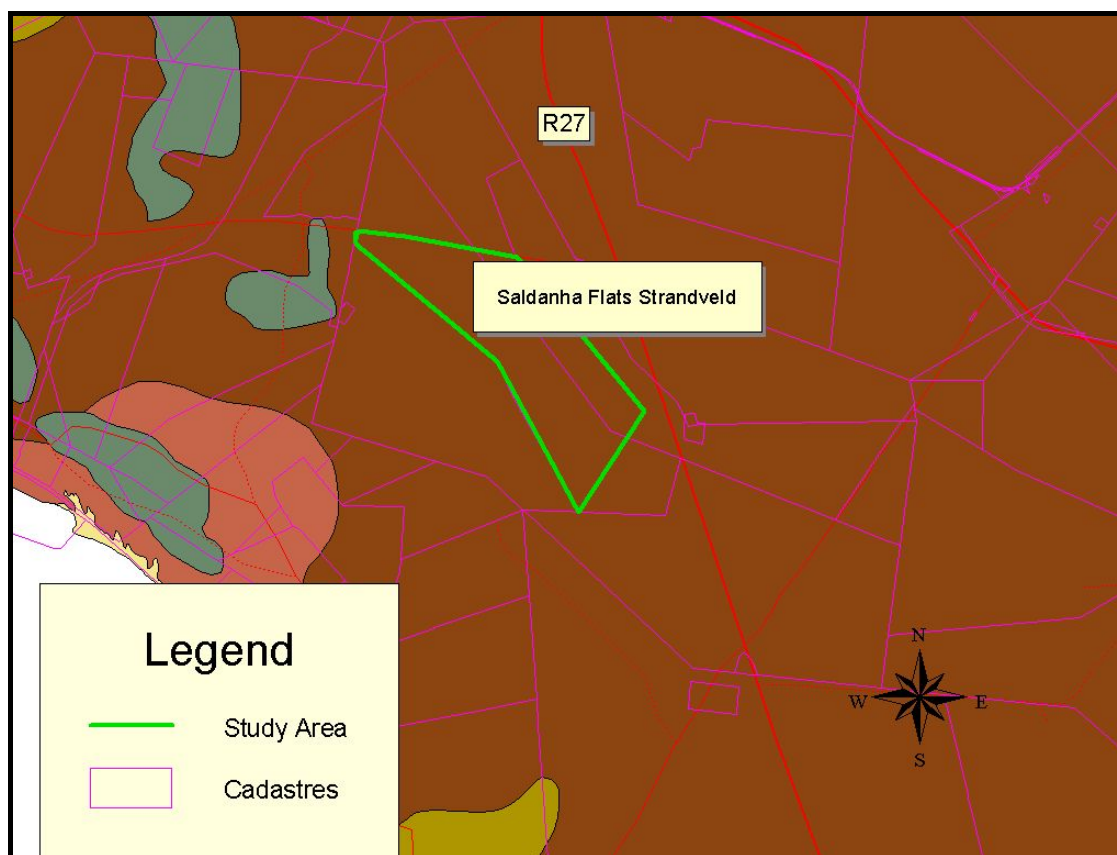 R27
Saldanha Flats Strandveld
Legend
Study Area
Cadastres
N
W E
S